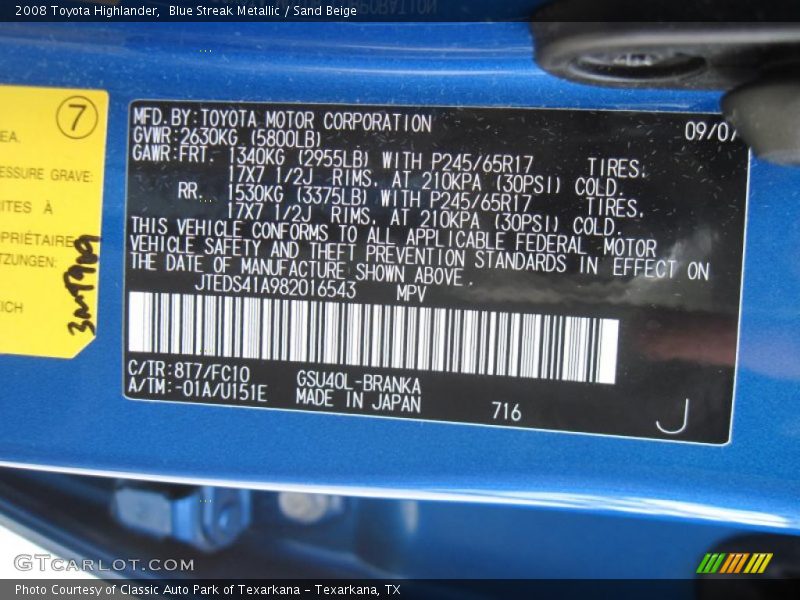 2008 Toyota Highlander, Blue Streak Metallic / Sand Beige
7
EA.
ESSURE GRAVE:
ITES À
OPRIÉTAIRE
TZUNGEN:
ICH
3MT969
MFD. BY: TOYOTA MOTOR CORPORATION 09/07
GVWR: 2630KG (5800LB)
GAWR: FRT. 1340KG (2955LB) WITH P245/65R17 TIRES.
17X7 1/2J RIMS. AT 210KPA (30PSI) COLD.
RR. 1530KG (3375LB) WITH P245/65R17 TIRES.
17X7 1/2J RIMS. AT 210KPA (30PSI) COLD.
THIS VEHICLE CONFORMS TO ALL APPLICABLE FEDERAL MOTOR
VEHICLE SAFETY AND THEFT PREVENTION STANDARDS IN EFFECT ON
THE DATE OF MANUFACTURE SHOWN ABOVE.
JTEDS41A982016543 MPV
C/TR: 8T7/FC10 GSU40L-BRANKA
A/TM: -01A/U151E MADE IN JAPAN 716 J
GTCARLOT.COM
Photo Courtesy of Classic Auto Park of Texarkana - Texarkana, TX